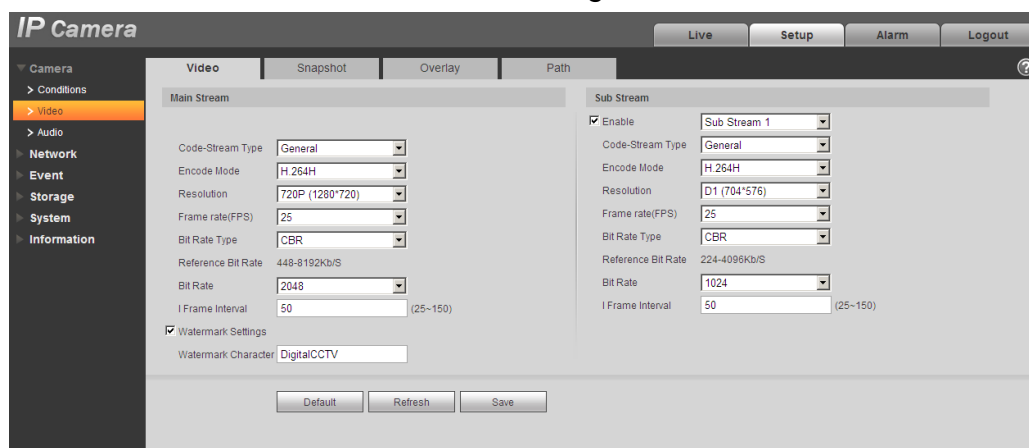 IP Camera
Live Setup Alarm Logout
Camera
> Conditions
> Video
> Audio
Network
Event
Storage
System
Information
Video Snapshot Overlay Path
?
Main Stream
Code-Stream Type General
Encode Mode H.264H
Resolution 720P (1280*720)
Frame rate(FPS) 25
Bit Rate Type CBR
Reference Bit Rate 448-8192Kb/S
Bit Rate 2048
I Frame Interval 50 (25~150)
Watermark Settings
Watermark Character DigitalCCTV
Sub Stream
Enable Sub Stream 1
Code-Stream Type General
Encode Mode H.264H
Resolution D1 (704*576)
Frame rate(FPS) 25
Bit Rate Type CBR
Reference Bit Rate 224-4096Kb/S
Bit Rate 1024
I Frame Interval 50 (25~150)
Default Refresh Save